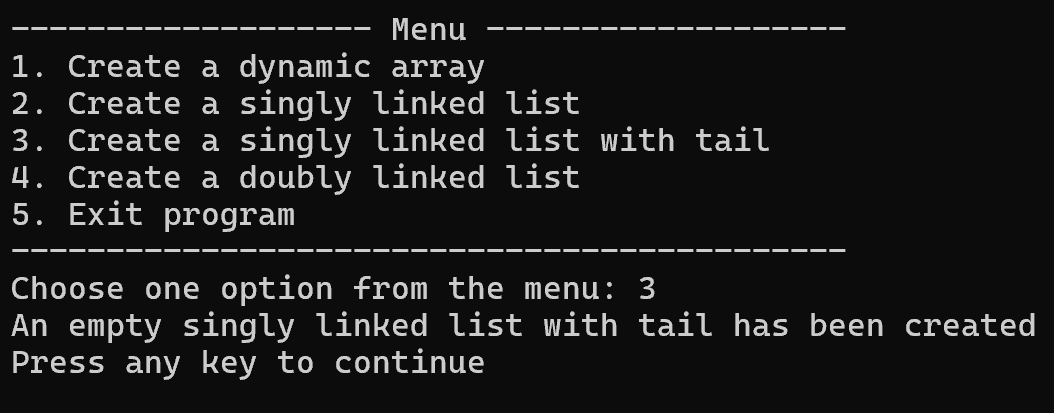 ------------------- Menu -------------------
1. Create a dynamic array
2. Create a singly linked list
3. Create a singly linked list with tail
4. Create a doubly linked list
5. Exit program
--------------------------------------------
Choose one option from the menu: 3
An empty singly linked list with tail has been created
Press any key to continue